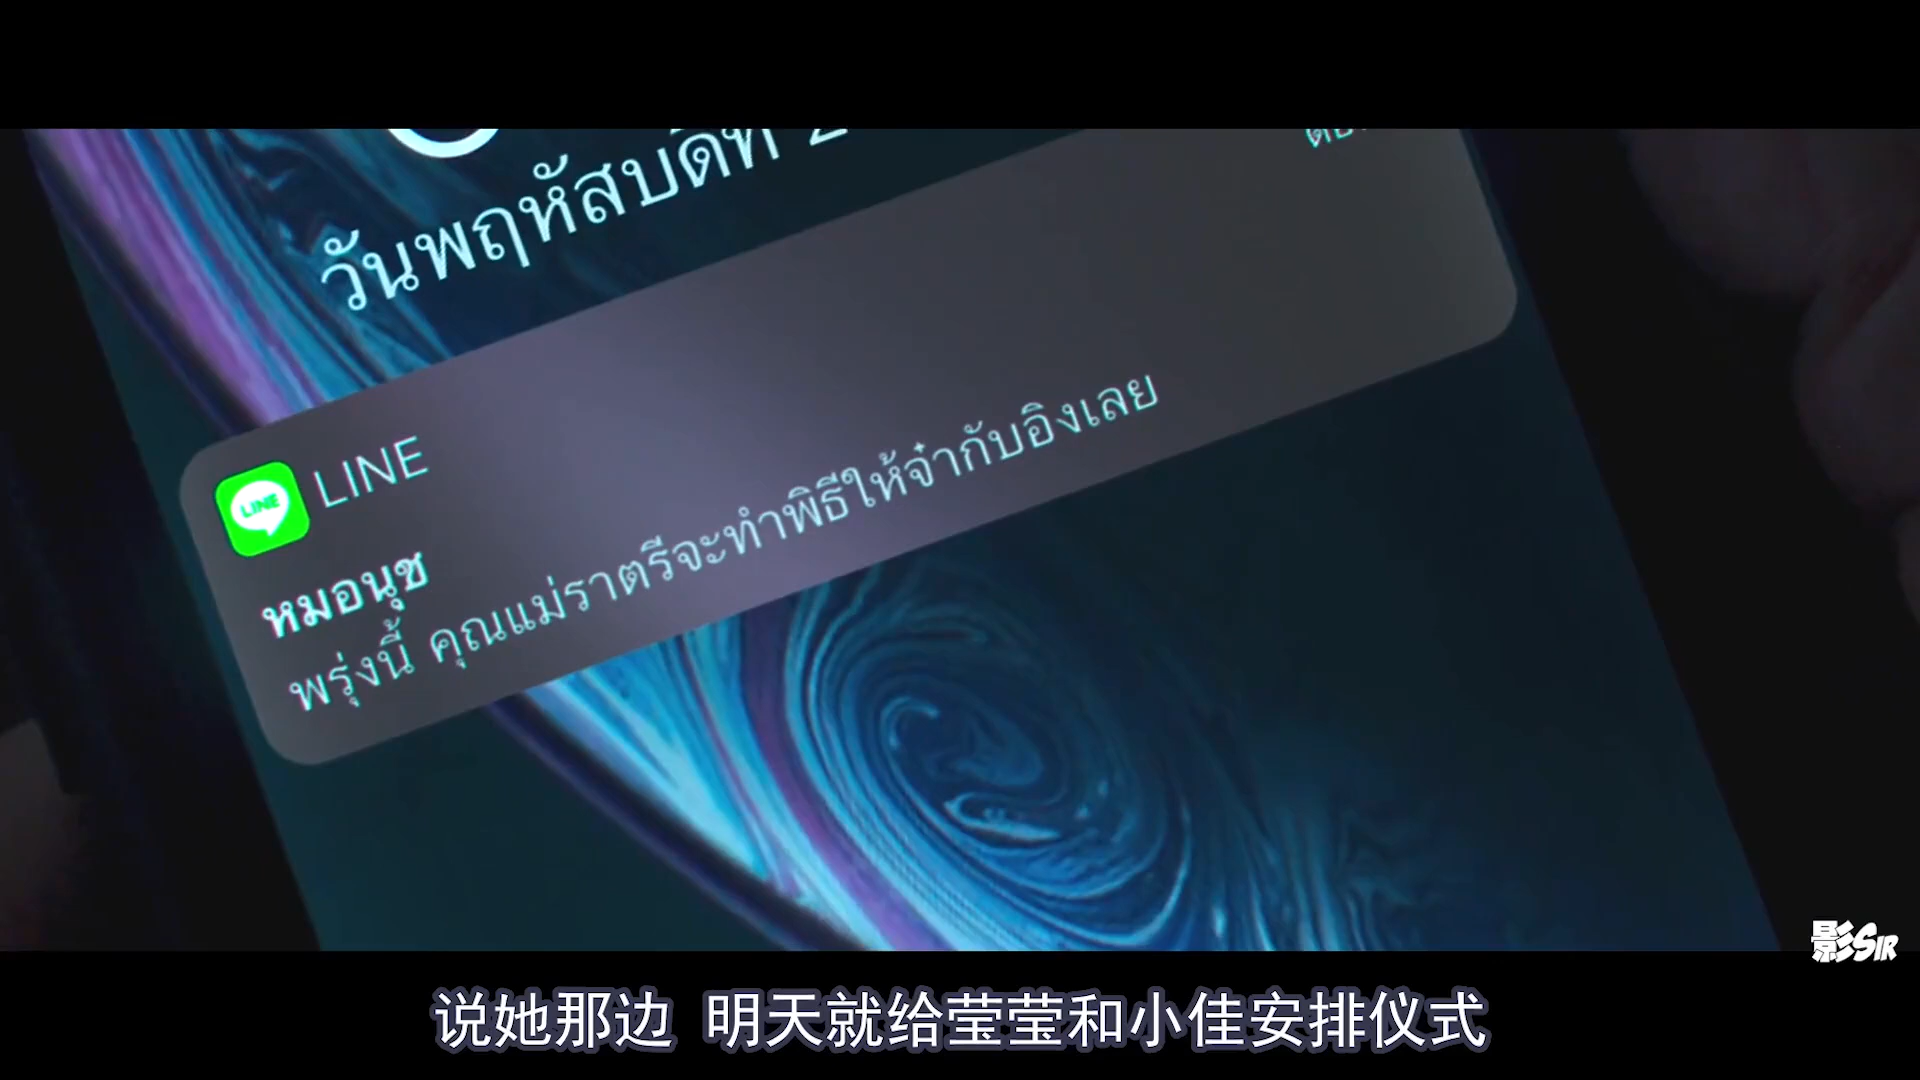 วันพฤหัสบดีที่ 2
LINE
LINE
หมอนุช
พรุ่งนี้ คุณแม่ราตรีจะทำพิธีให้จ๋ากับอิงเลย
影SIR
说她那边 明天就给莹莹和小佳安排仪式